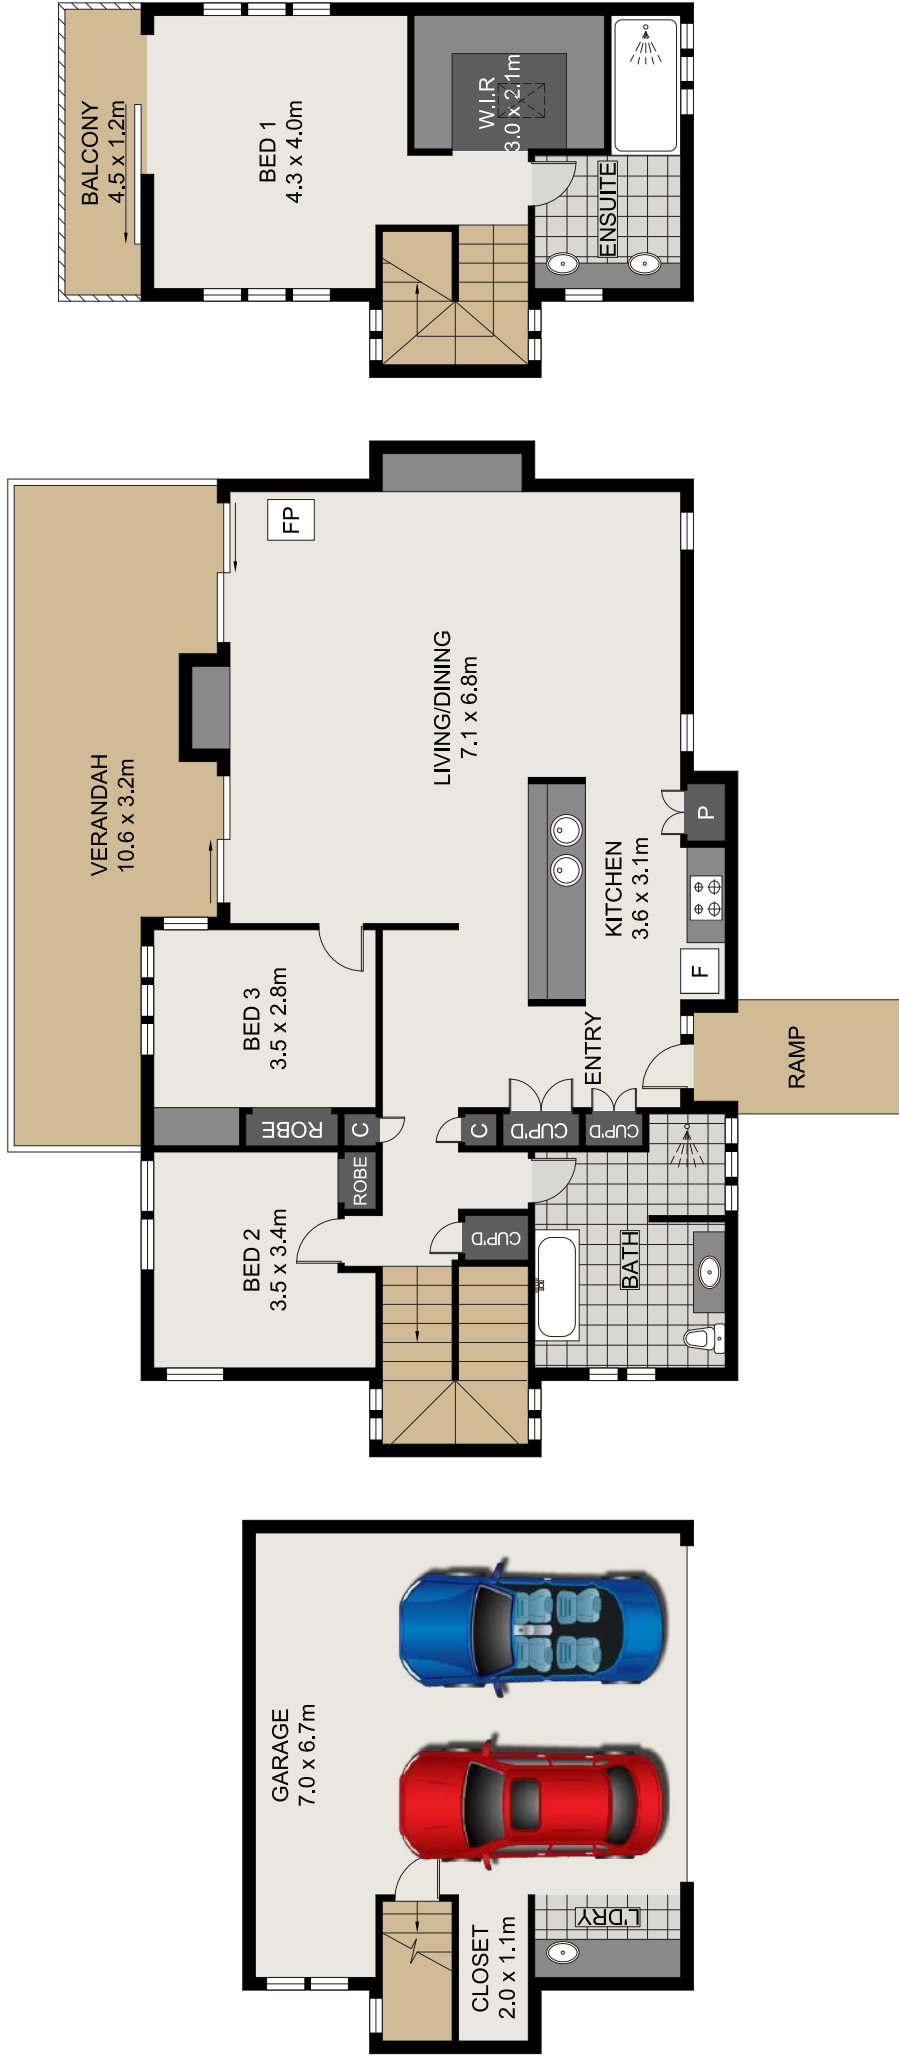 BALCONY
4.5 x 1.2m
BED 1
4.3 x 4.0m
W.I.R
3.0 x 2.1m
ENSUITE
VERANDAH
10.6 x 3.2m
FP
LIVING/DINING
7.1 x 6.8m
KITCHEN
3.6 x 3.1m
P
F
BED 3
3.5 x 2.8m
ENTRY
RAMP
ROBE
C
C
CUP'D
CUP'D
ROBE
BED 2
3.5 x 3.4m
CUP'D
BATH
GARAGE
7.0 x 6.7m
CLOSET
2.0 x 1.1m
L'DRY